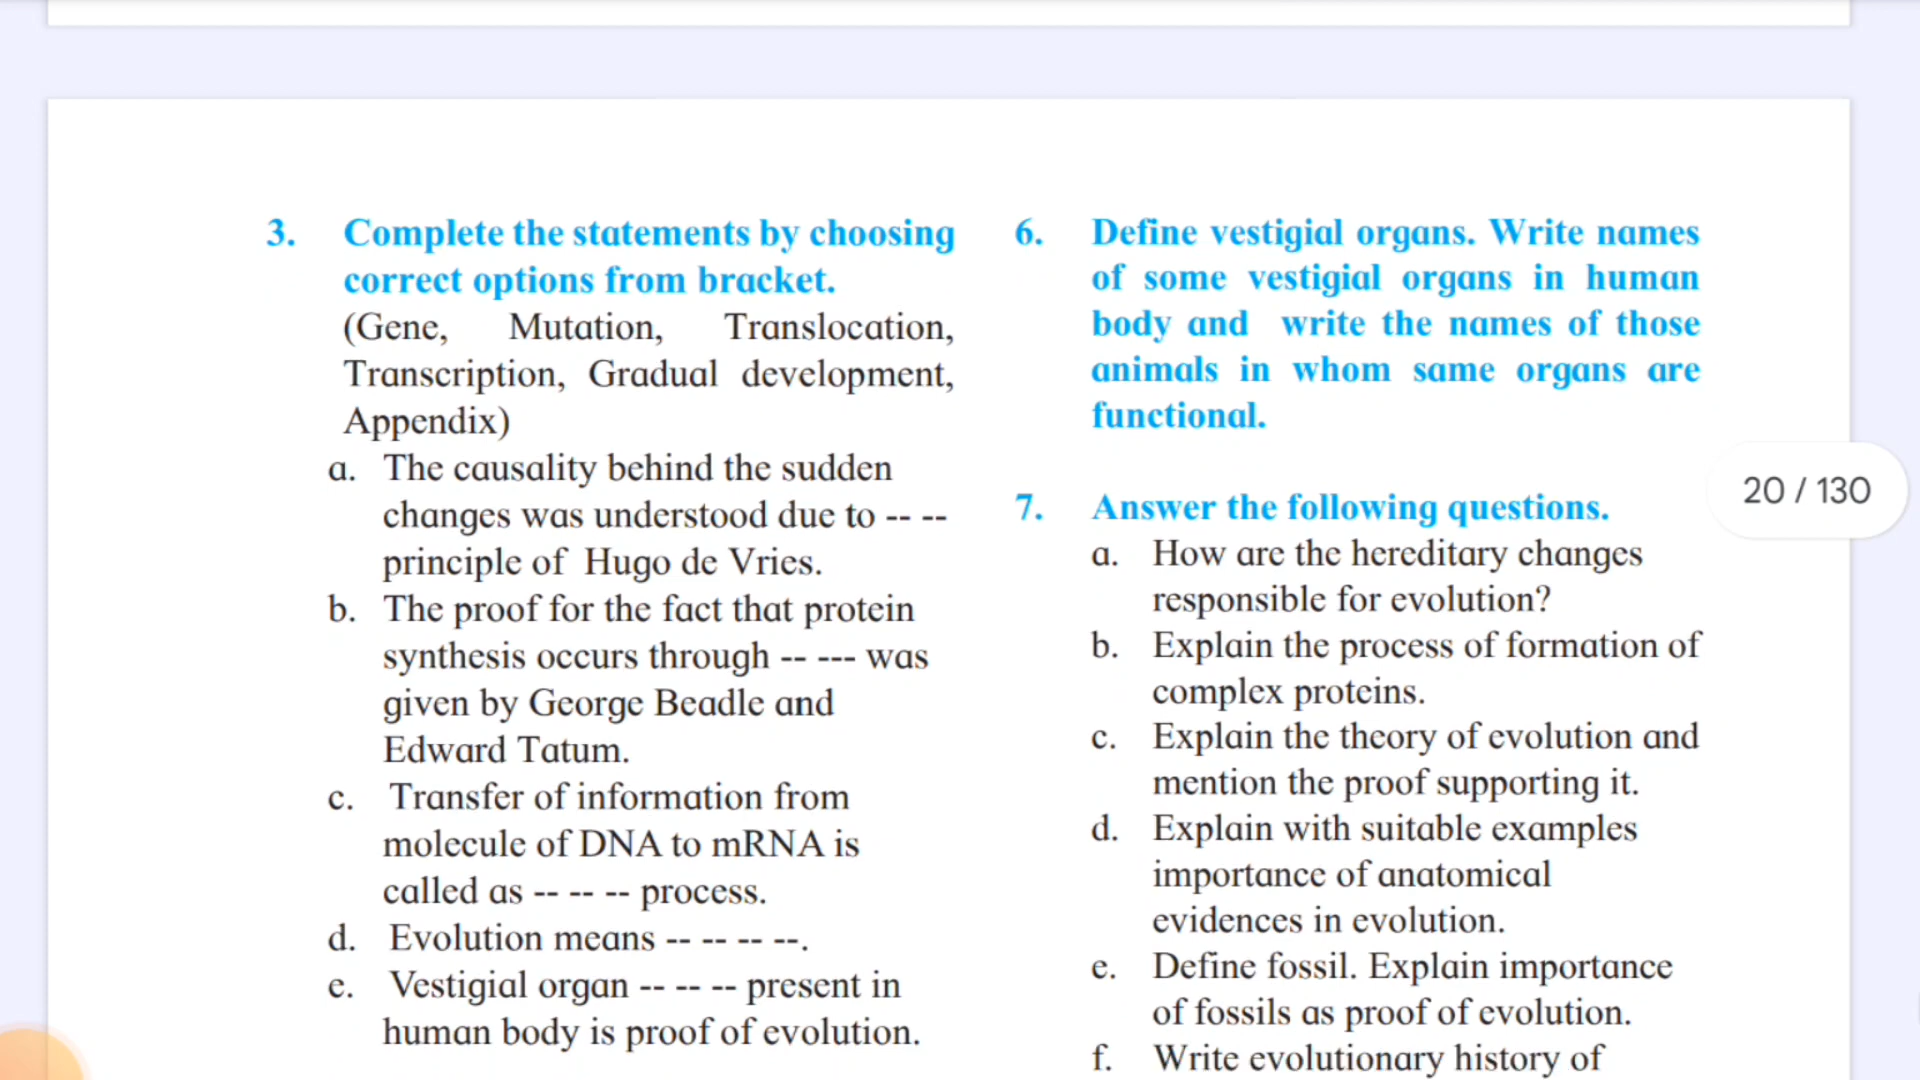 3. Complete the statements by choosing
correct options from bracket.
(Gene, Mutation, Translocation,
Transcription, Gradual development,
Appendix)
a. The causality behind the sudden
changes was understood due to -- --
principle of Hugo de Vries.
b. The proof for the fact that protein
synthesis occurs through -- --- was
given by George Beadle and
Edward Tatum.
c. Transfer of information from
molecule of DNA to mRNA is
called as -- -- -- process.
d. Evolution means -- -- -- --.
e. Vestigial organ -- -- -- present in
human body is proof of evolution.
6. Define vestigial organs. Write names
of some vestigial organs in human
body and write the names of those
animals in whom same organs are
functional.
7. Answer the following questions.
a. How are the hereditary changes
responsible for evolution?
b. Explain the process of formation of
complex proteins.
c. Explain the theory of evolution and
mention the proof supporting it.
d. Explain with suitable examples
importance of anatomical
evidences in evolution.
e. Define fossil. Explain importance
of fossils as proof of evolution.
f. Write evolutionary history of
20 / 130